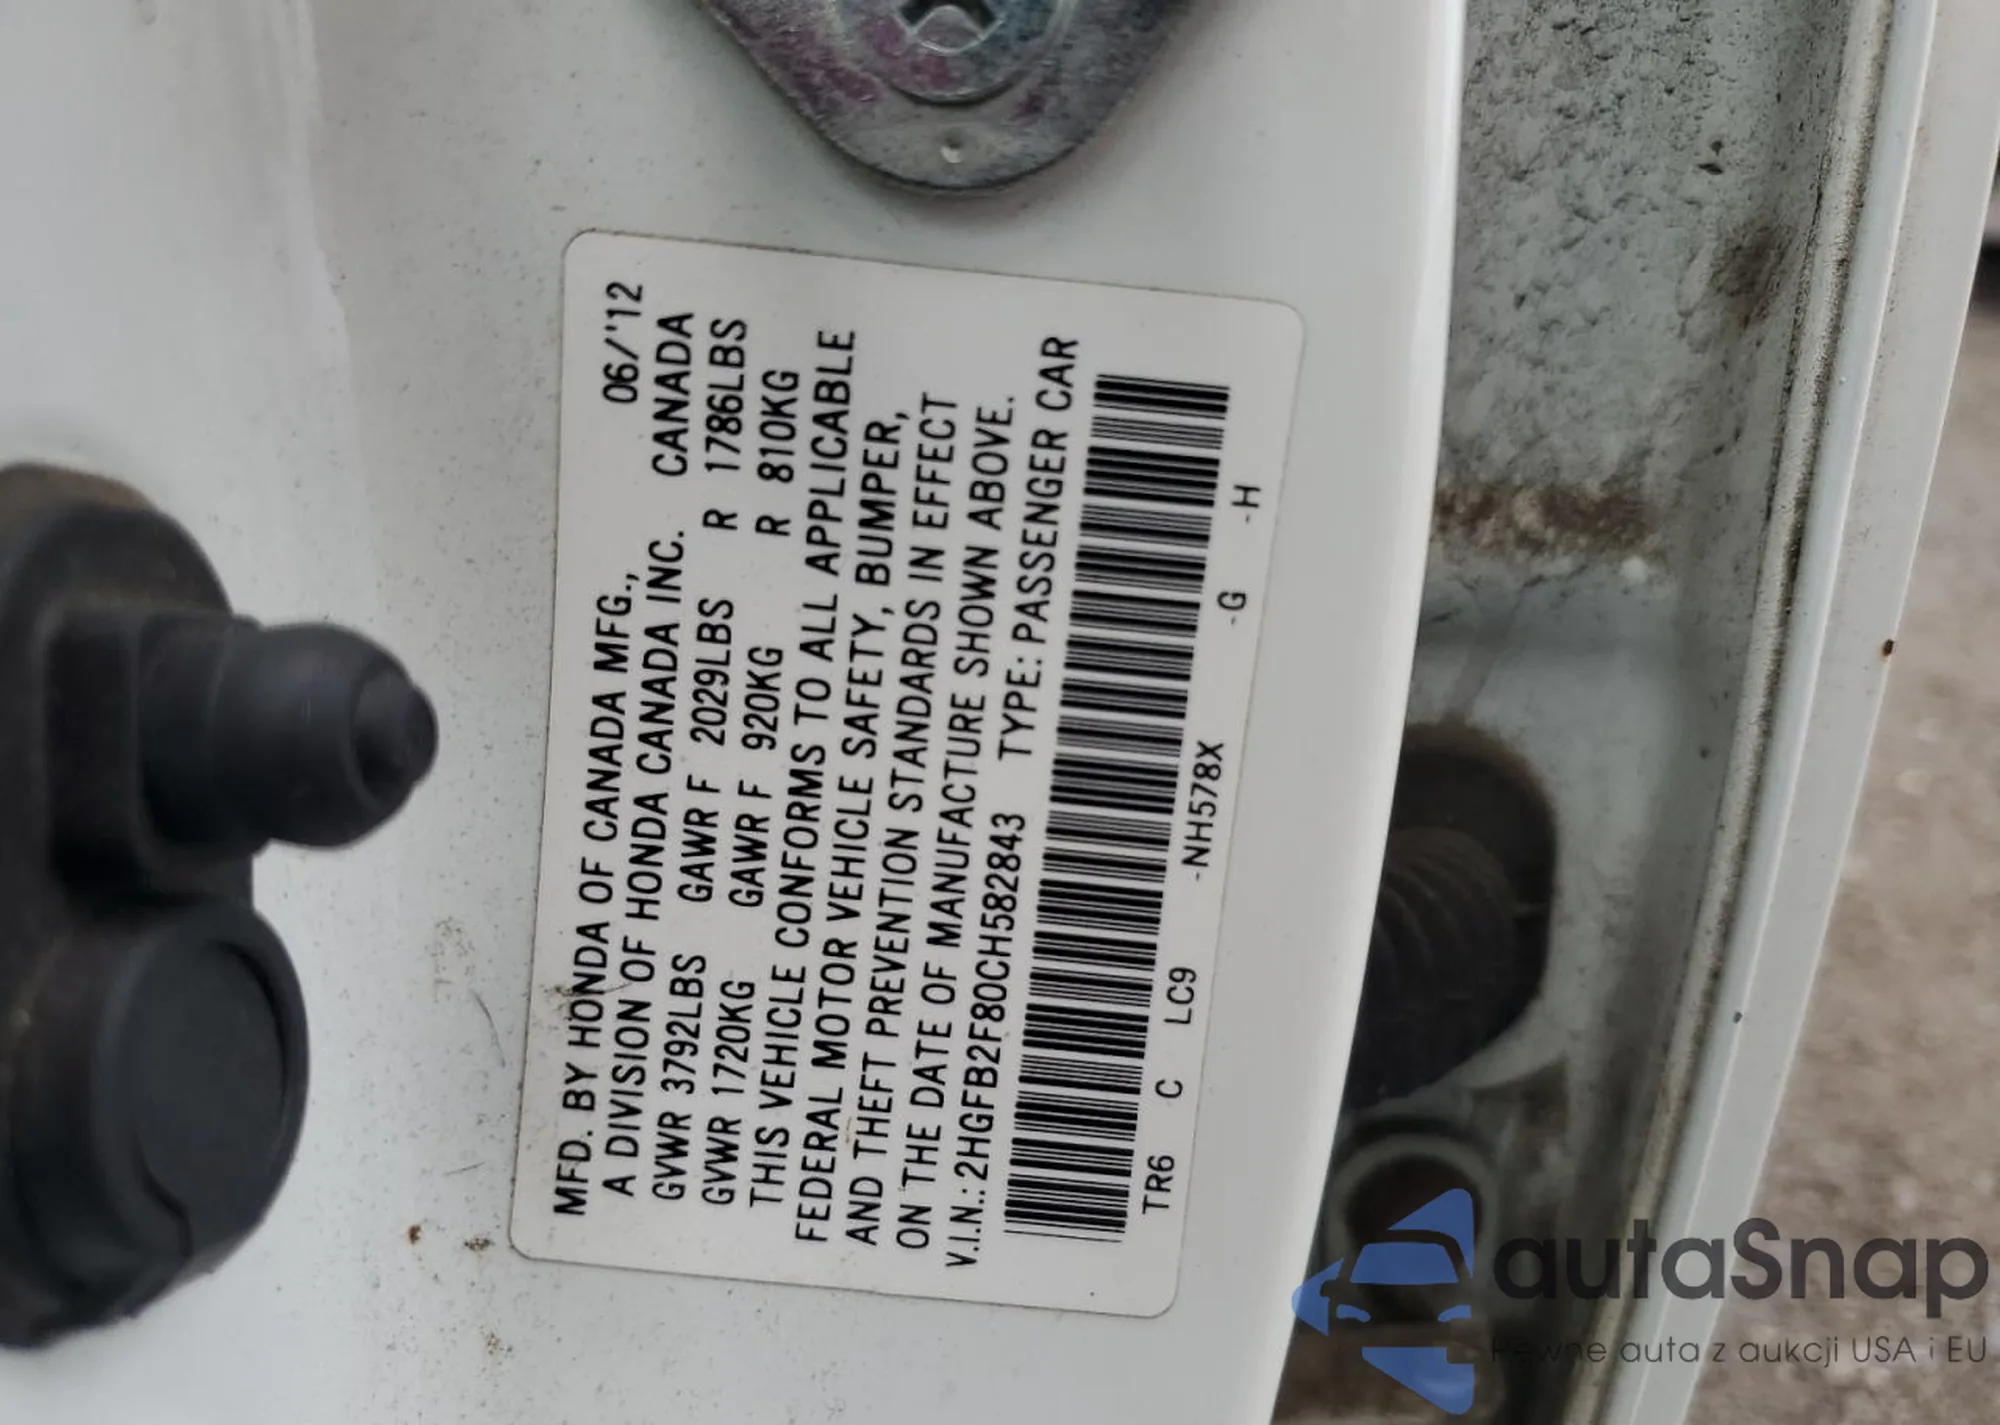 MFD. BY HONDA OF CANADA MFG., 06/'12
A DIVISION OF HONDA CANADA INC. CANADA
GVWR 3792LBS GAWR F 2029LBS R 1786LBS
GVWR 1720KG GAWR F 920KG R 810KG
THIS VEHICLE CONFORMS TO ALL APPLICABLE
FEDERAL MOTOR VEHICLE SAFETY, BUMPER,
AND THEFT PREVENTION STANDARDS IN EFFECT
ON THE DATE OF MANUFACTURE SHOWN ABOVE.
V.I.N.: 2HGFB2F80CH582843 TYPE: PASSENGER CAR
TR6 C LC9 -NH578X -G -H
autaSnap
Pewne auta z aukcji USA i EU